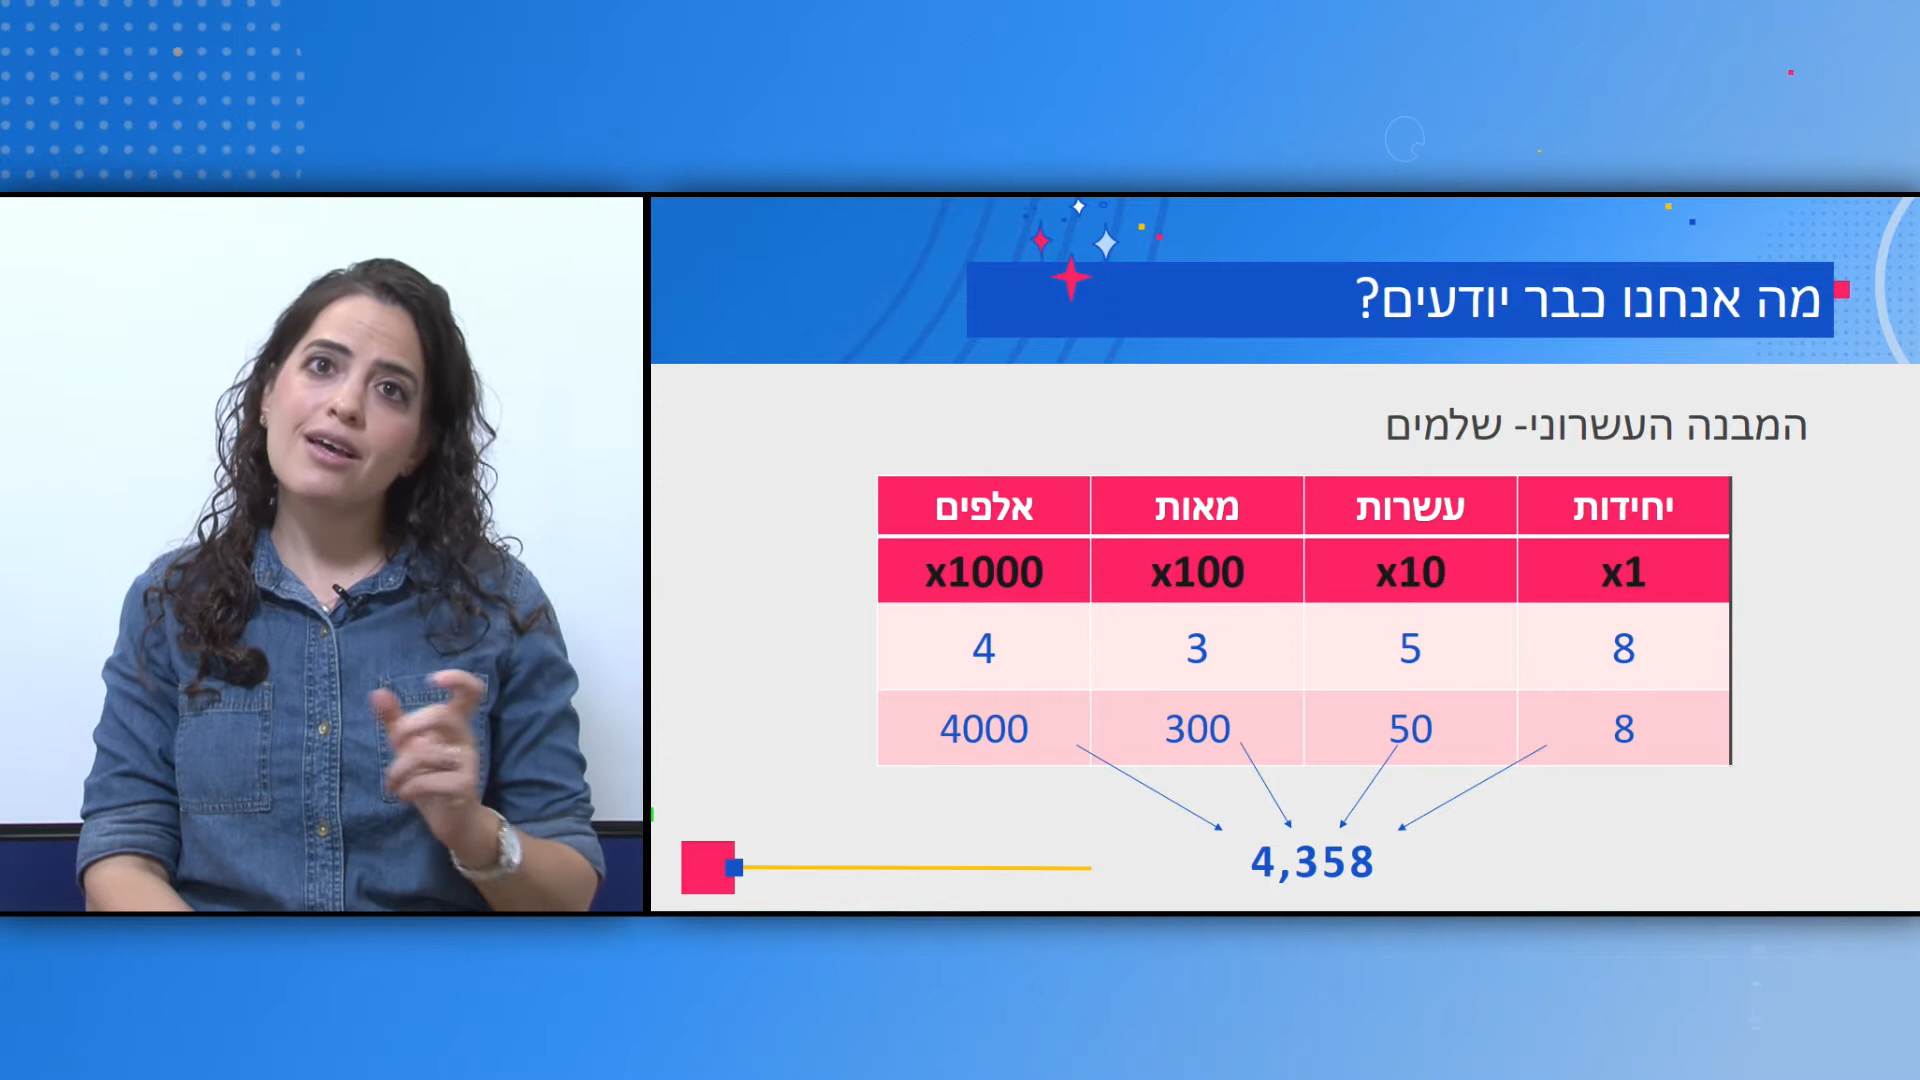 מה אנחנו כבר יודעים?
המבנה העשרוני- שלמים
יחידות עשרות מאות אלפים
x1 x10 x100 x1000
8 5 3 4
8 50 300 4000
4,358